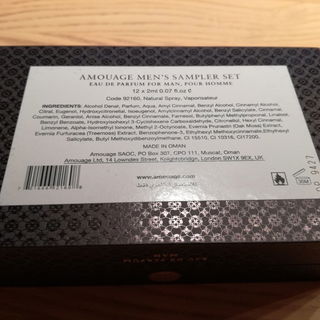 AMOUAGE MEN'S SAMPLER SET
EAU DE PARFUM FOR MAN, POUR HOMME
12 x 2ml 0.07 fl.oz ℮
Code 92160, Natural Spray, Vaporisateur
INGREDIENTS: Alcohol Denat, Parfum, Aqua, Amyl Cinnamal, Benzyl Alcohol, Cinnamyl Alcohol,
Citral, Eugenol, Hydroxycitronellal, Isoeugenol, Amylcinnamyl Alcohol, Benzyl Salicylate, Cinnamal,
Coumarin, Geraniol, Anise Alcohol, Benzyl Cinnamate, Farnesol, Butylphenyl Methylpropional, Linalool,
Benzyl Benzoate, Hydroxyisohexyl 3-Cyclohexene Carboxaldehyde, Citronellol, Hexyl Cinnamal,
Limonene, Alpha-Isomethyl Ionone, Methyl 2-Octynoate, Evernia Prunastri (Oak Moss) Extract,
Evernia Furfuracea (Treemoss) Extract, Benzophenone-3, Ethylhexyl Methoxycinnamate, Ethylhexyl
Salicylate, Butyl Methoxydibenzoylmethane, CI 15510, CI 10316, CI17200.
MADE IN OMAN
Amouage SAOC, PO Box 307, CPO 111, Muscat, Oman.
Amouage Ltd, 14 Lowndes Street, Knightsbridge, London SW1X 9EX, UK,
www.amouage.com
30M
OP 9427
MAN